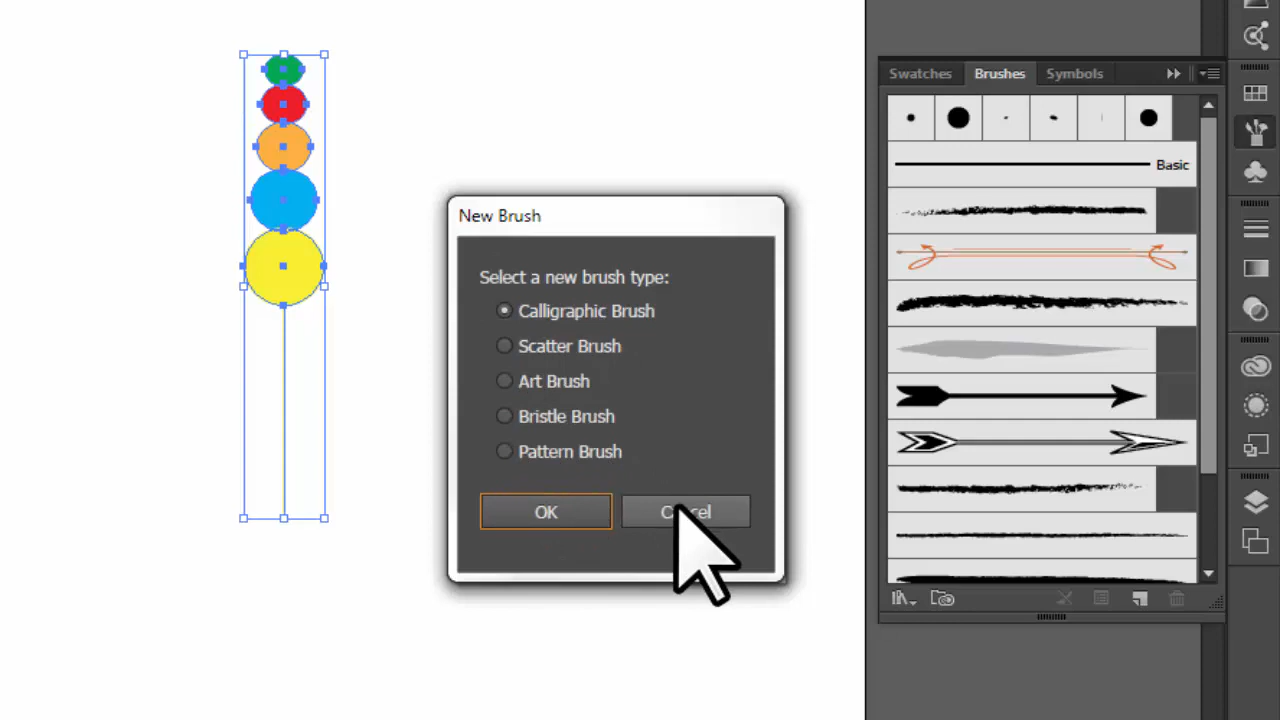 Swatches
Brushes
Symbols
Basic
New Brush
Select a new brush type:
Calligraphic Brush
Scatter Brush
Art Brush
Bristle Brush
Pattern Brush
OK